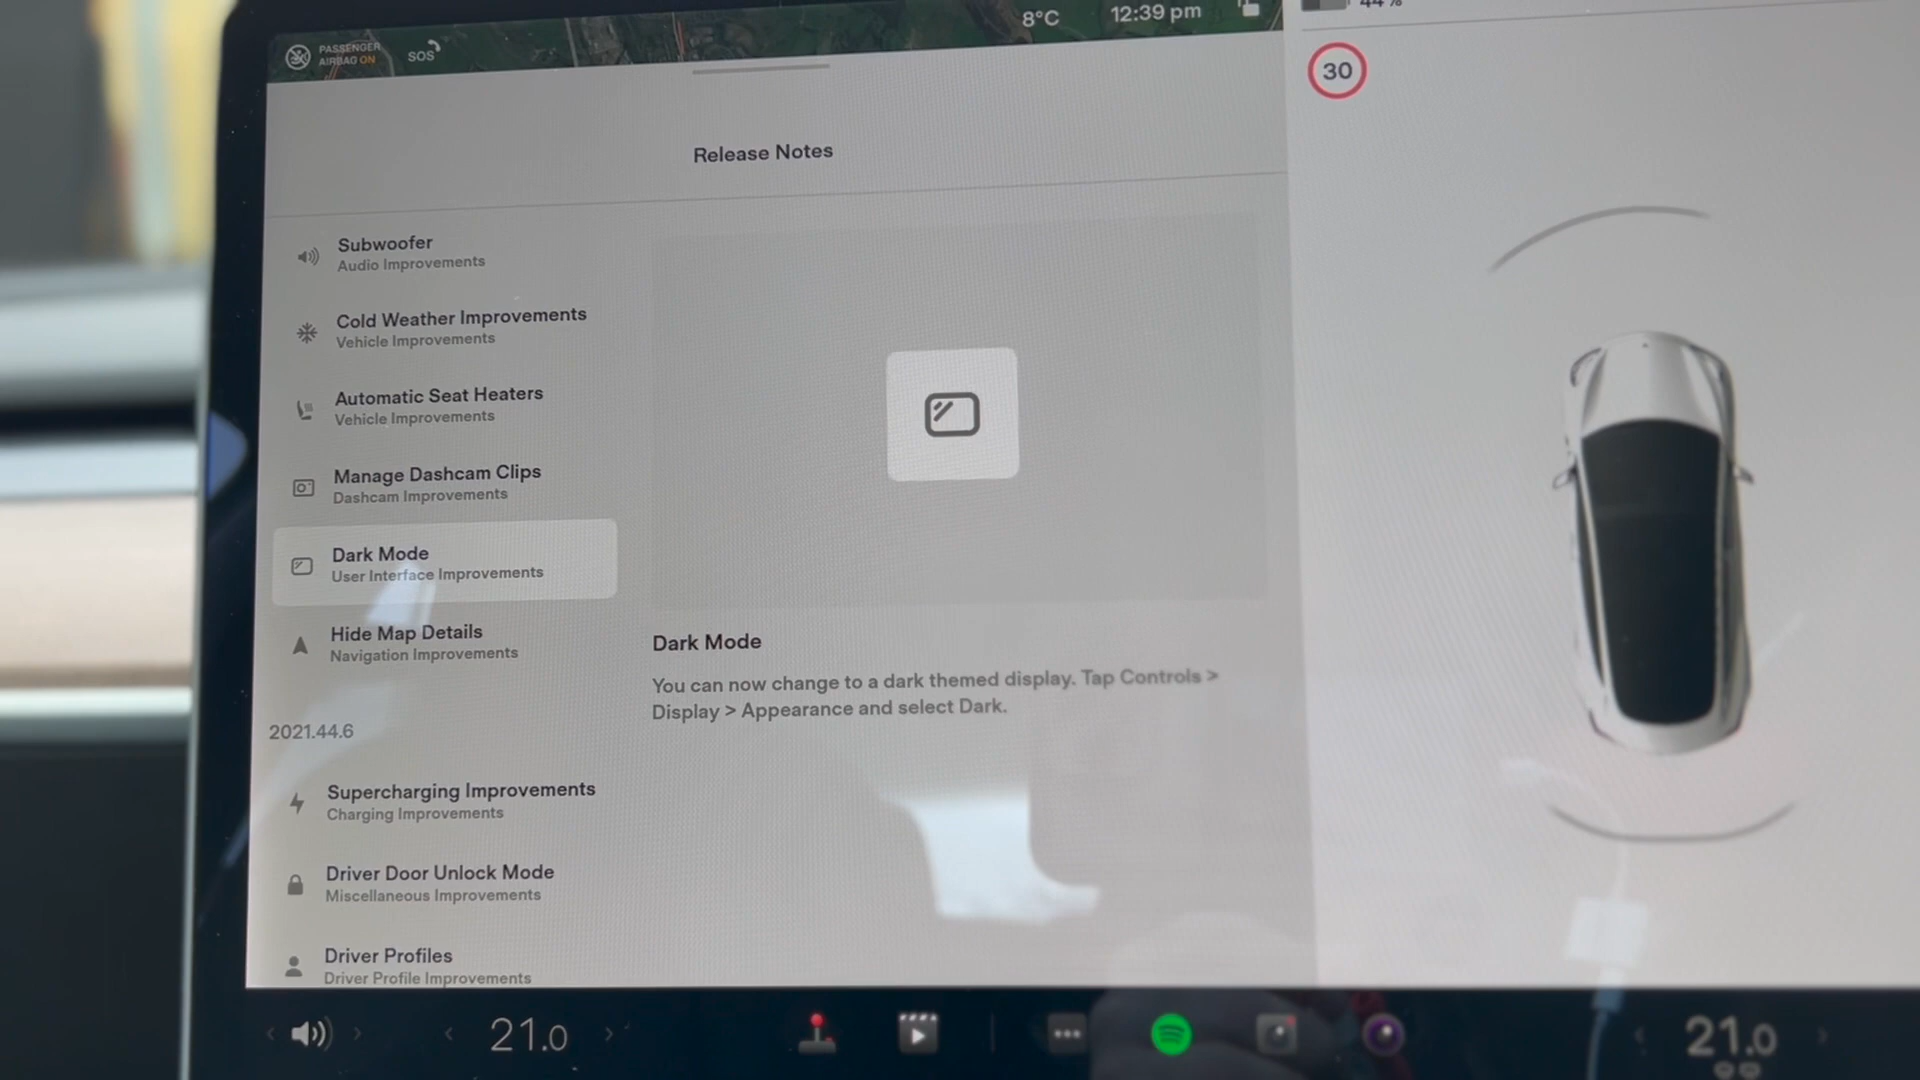 PASSENGER
AIRBAG ON
SOS
8°C
12:39 pm
44 %
30
Release Notes
Subwoofer
Audio Improvements
Cold Weather Improvements
Vehicle Improvements
Automatic Seat Heaters
Vehicle Improvements
Manage Dashcam Clips
Dashcam Improvements
Dark Mode
User Interface Improvements
Hide Map Details
Navigation Improvements
2021.44.6
Supercharging Improvements
Charging Improvements
Driver Door Unlock Mode
Miscellaneous Improvements
Driver Profiles
Driver Profile Improvements
Dark Mode
You can now change to a dark themed display. Tap Controls >
Display > Appearance and select Dark.
21.0
21.0